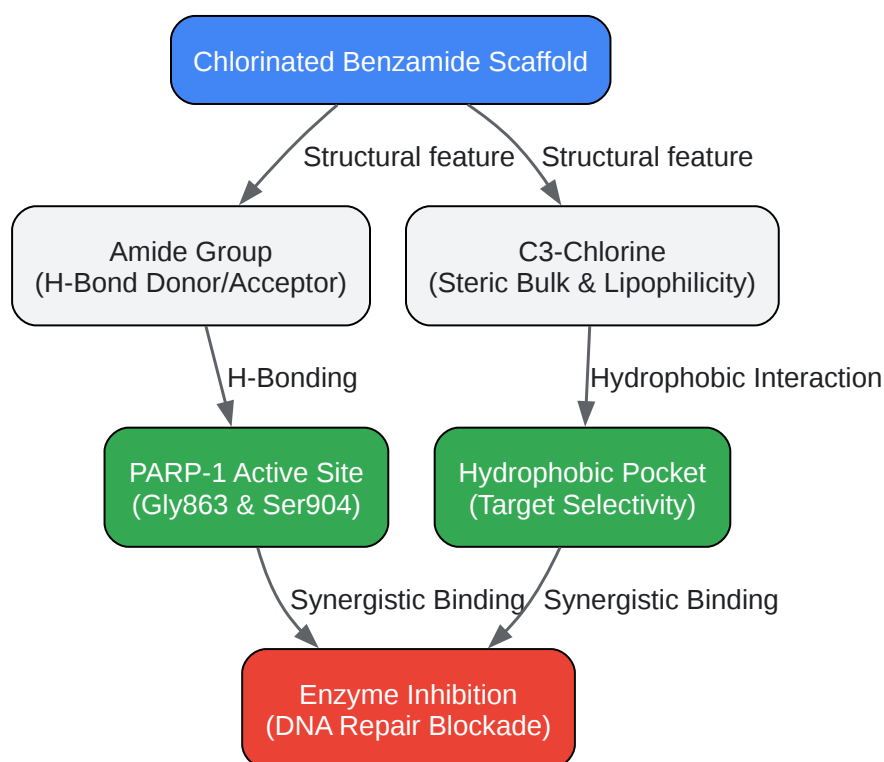 Chlorinated Benzamide Scaffold
Structural feature
Structural feature
Amide Group
(H-Bond Donor/Acceptor)
C3-Chlorine
(Steric Bulk & Lipophilicity)
H-Bonding
Hydrophobic Interaction
PARP-1 Active Site
(Gly863 & Ser904)
Hydrophobic Pocket
(Target Selectivity)
Synergistic Binding
Synergistic Binding
Enzyme Inhibition
(DNA Repair Blockade)